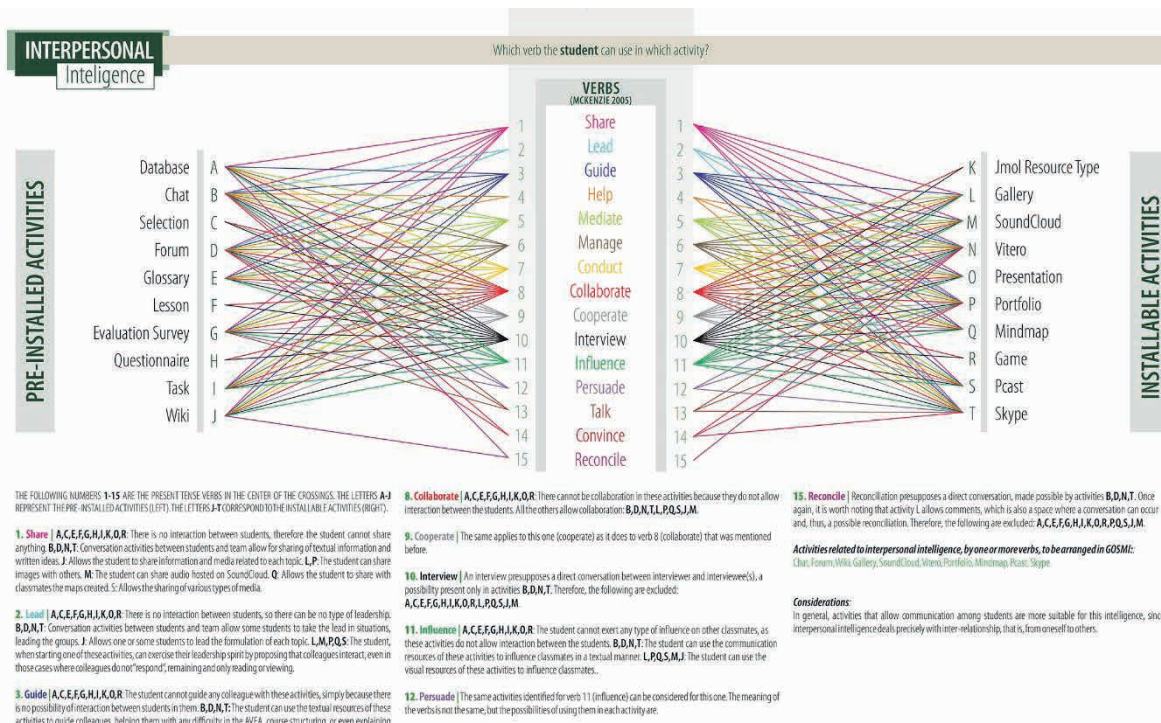 INTERPERSONAL
Inteligence
Which verb the student can use in which activity?
VERBS
(MCKENZIE 2005)
1 Share 1
2 Lead 2
3 Guide 3
4 Help 4
5 Mediate 5
6 Manage 6
7 Conduct 7
8 Collaborate 8
9 Cooperate 9
10 Interview 10
11 Influence 11
12 Persuade 12
13 Talk 13
14 Convince 14
15 Reconcile 15
PRE-INSTALLED ACTIVITIES
Database A
Chat B
Selection C
Forum D
Glossary E
Lesson F
Evaluation Survey G
Questionnaire H
Task I
Wiki J
K Jmol Resource Type
L Gallery
M SoundCloud
N Vitero
O Presentation
P Portfolio
Q Mindmap
R Game
S Pcast
T Skype
INSTALLABLE ACTIVITIES
THE FOLLOWING NUMBERS 1-15 ARE THE PRESENT TENSE VERBS IN THE CENTER OF THE CROSSINGS. THE LETTERS A-J
REPRESENT THE PRE-INSTALLED ACTIVITIES (LEFT). THE LETTERS J-T CORRESPOND TO THE INSTALLABLE ACTIVITIES (RIGHT).
1. Share | A,C,E,F,G,H,I,K,O,R: There is no interaction between students, therefore the student cannot share
anything. B,D,N,T: Conversation activities between students and team allow for sharing of textual information and
written ideas. J: Allows the student to share information and media related to each topic. L,P: The student can share
images with others. M: The student can share audio hosted on SoundCloud. Q: Allows the student to share with
classmates the maps created. S: Allows the sharing of various types of media.
2. Lead | A,C,E,F,G,H,I,K,O,R: There is no interaction between students, so there can be no type of leadership.
B,D,N,T: Conversation activities between students and team allow some students to take the lead in situations,
leading the groups. J: Allows one or some students to lead the formulation of each topic. L,M,P,Q,S: The student,
when starting one of these activities, can exercise their leadership spirit by proposing that colleagues interact, even in
those cases where colleagues do not "respond", remaining and only reading or viewing.
3. Guide | A,C,E,F,G,H,I,K,O,R: The student cannot guide any colleague with these activities, simply because there
is no possibility of interaction between students in them. B,D,N,T: The student can use the textual resources of these
activities to guide colleagues, helping them with any difficulty in the AVEA, course structuring, or even explaining
8. Collaborate | A,C,E,F,G,H,I,K,O,R: There cannot be collaboration in these activities because they do not allow
interaction between the students. All the others allow collaboration: B,D,N,T,L,P,Q,S,J,M.
9. Cooperate | The same applies to this one (cooperate) as it does to verb 8 (collaborate) that was mentioned
before.
10. Interview | An interview presupposes a direct conversation between interviewer and interviewee(s), a
possibility present only in activities B,D,N,T. Therefore, the following are excluded:
A,C,E,F,G,H,I,K,O,R,L,P,Q,S,J,M.
11. Influence | A,C,E,F,G,H,I,K,O,R: The student cannot exert any type of influence on other classmates, as
these activities do not allow interaction between the students. B,D,N,T: The student can use the communication
resources of these activities to influence classmates in a textual manner. L,P,Q,S,M,J: The student can use the
visual resources of these activities to influence classmates..
12. Persuade | The same activities identified for verb 11 (influence) can be considered for this one. The meaning of
the verbs is not the same, but the possibilities of using them in each activity are.
15. Reconcile | Reconciliation presupposes a direct conversation, made possible by activities B,D,N,T. Once
again, it is worth noting that activity L allows comments, which is also a space where a conversation can occur
and, thus, a possible reconciliation. Therefore, the following are excluded: A,C,E,F,G,H,I,K,O,R,P,Q,S,J,M.
Activities related to interpersonal intelligence, by one or more verbs, to be arranged in GOSMI::
Chat, Forum, Wiki, Gallery, SoundCloud, Vitero, Portfolio, Mindmap, Pcast, Skype
Considerations:
In general, activities that allow communication among students are more suitable for this intelligence, sinc
interpersonal intelligence deals precisely with inter-relationship, that is, from oneself to others.